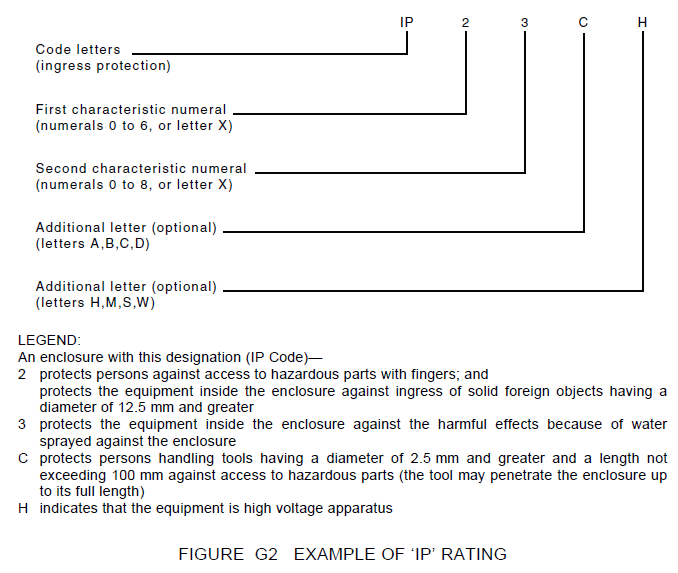 IP 2 3 C H
Code letters
(ingress protection)
First characteristic numeral
(numerals 0 to 6, or letter X)
Second characteristic numeral
(numerals 0 to 8, or letter X)
Additional letter (optional)
(letters A,B,C,D)
Additional letter (optional)
(letters H,M,S,W)
LEGEND:
An enclosure with this designation (IP Code)—
2 protects persons against access to hazardous parts with fingers; and
protects the equipment inside the enclosure against ingress of solid foreign objects having a
diameter of 12.5 mm and greater
3 protects the equipment inside the enclosure against the harmful effects because of water
sprayed against the enclosure
C protects persons handling tools having a diameter of 2.5 mm and greater and a length not
exceeding 100 mm against access to hazardous parts (the tool may penetrate the enclosure up
to its full length)
H indicates that the equipment is high voltage apparatus
FIGURE G2 EXAMPLE OF ‘IP’ RATING